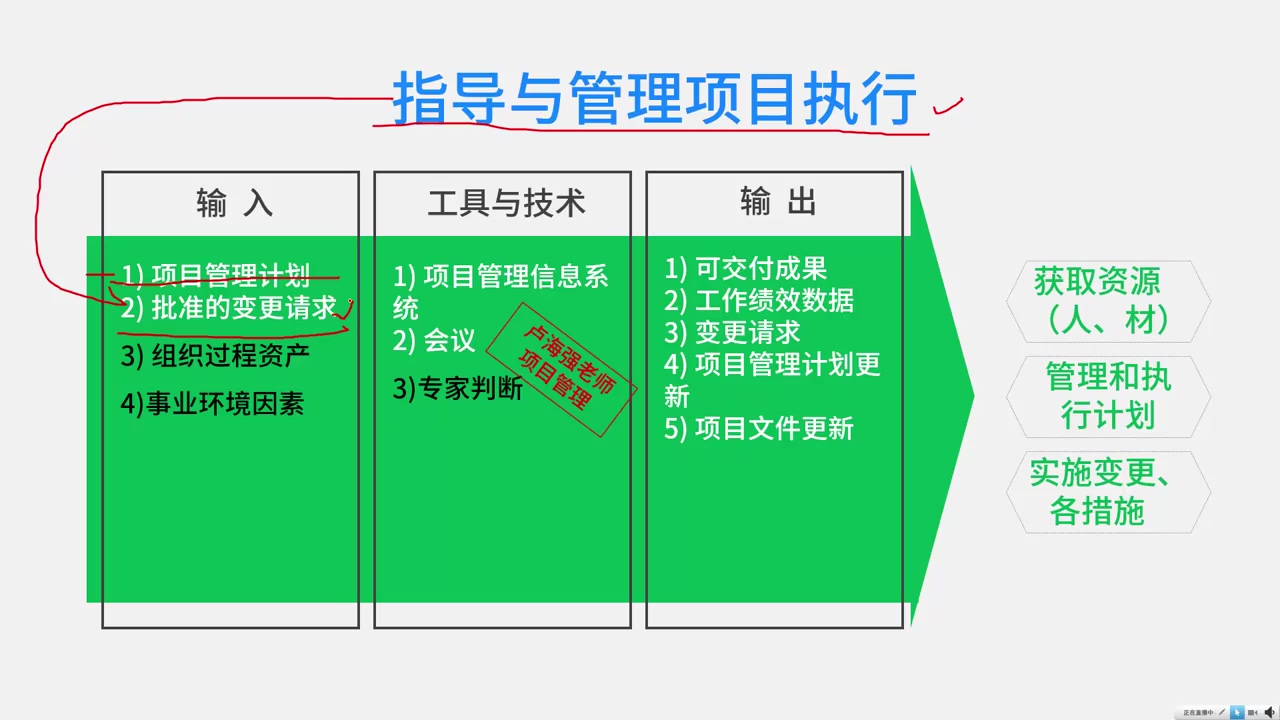 指导与管理项目执行
输 入
1) 项目管理计划
2) 批准的变更请求
3) 组织过程资产
4)事业环境因素
工具与技术
1) 项目管理信息系
统
2) 会议
3)专家判断
卢海强老师
项目管理
输 出
1) 可交付成果
2) 工作绩效数据
3) 变更请求
4) 项目管理计划更
新
5) 项目文件更新
获取资源
（人、材）
管理和执
行计划
实施变更、
各措施
正在直播中